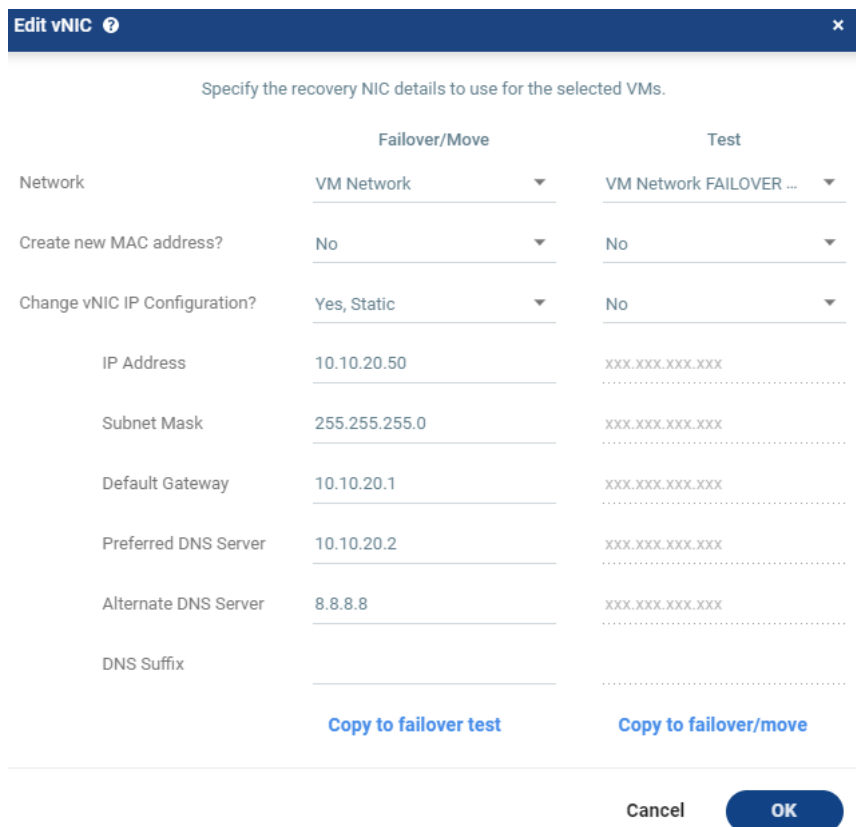 Edit vNIC ?
Specify the recovery NIC details to use for the selected VMs.
Failover/Move Test
Network VM Network VM Network FAILOVER ...
Create new MAC address? No No
Change vNIC IP Configuration? Yes, Static No
IP Address 10.10.20.50 xxx.xxx.xxx.xxx
Subnet Mask 255.255.255.0 xxx.xxx.xxx.xxx
Default Gateway 10.10.20.1 xxx.xxx.xxx.xxx
Preferred DNS Server 10.10.20.2 xxx.xxx.xxx.xxx
Alternate DNS Server 8.8.8.8 xxx.xxx.xxx.xxx
DNS Suffix
Copy to failover test Copy to failover/move
Cancel OK